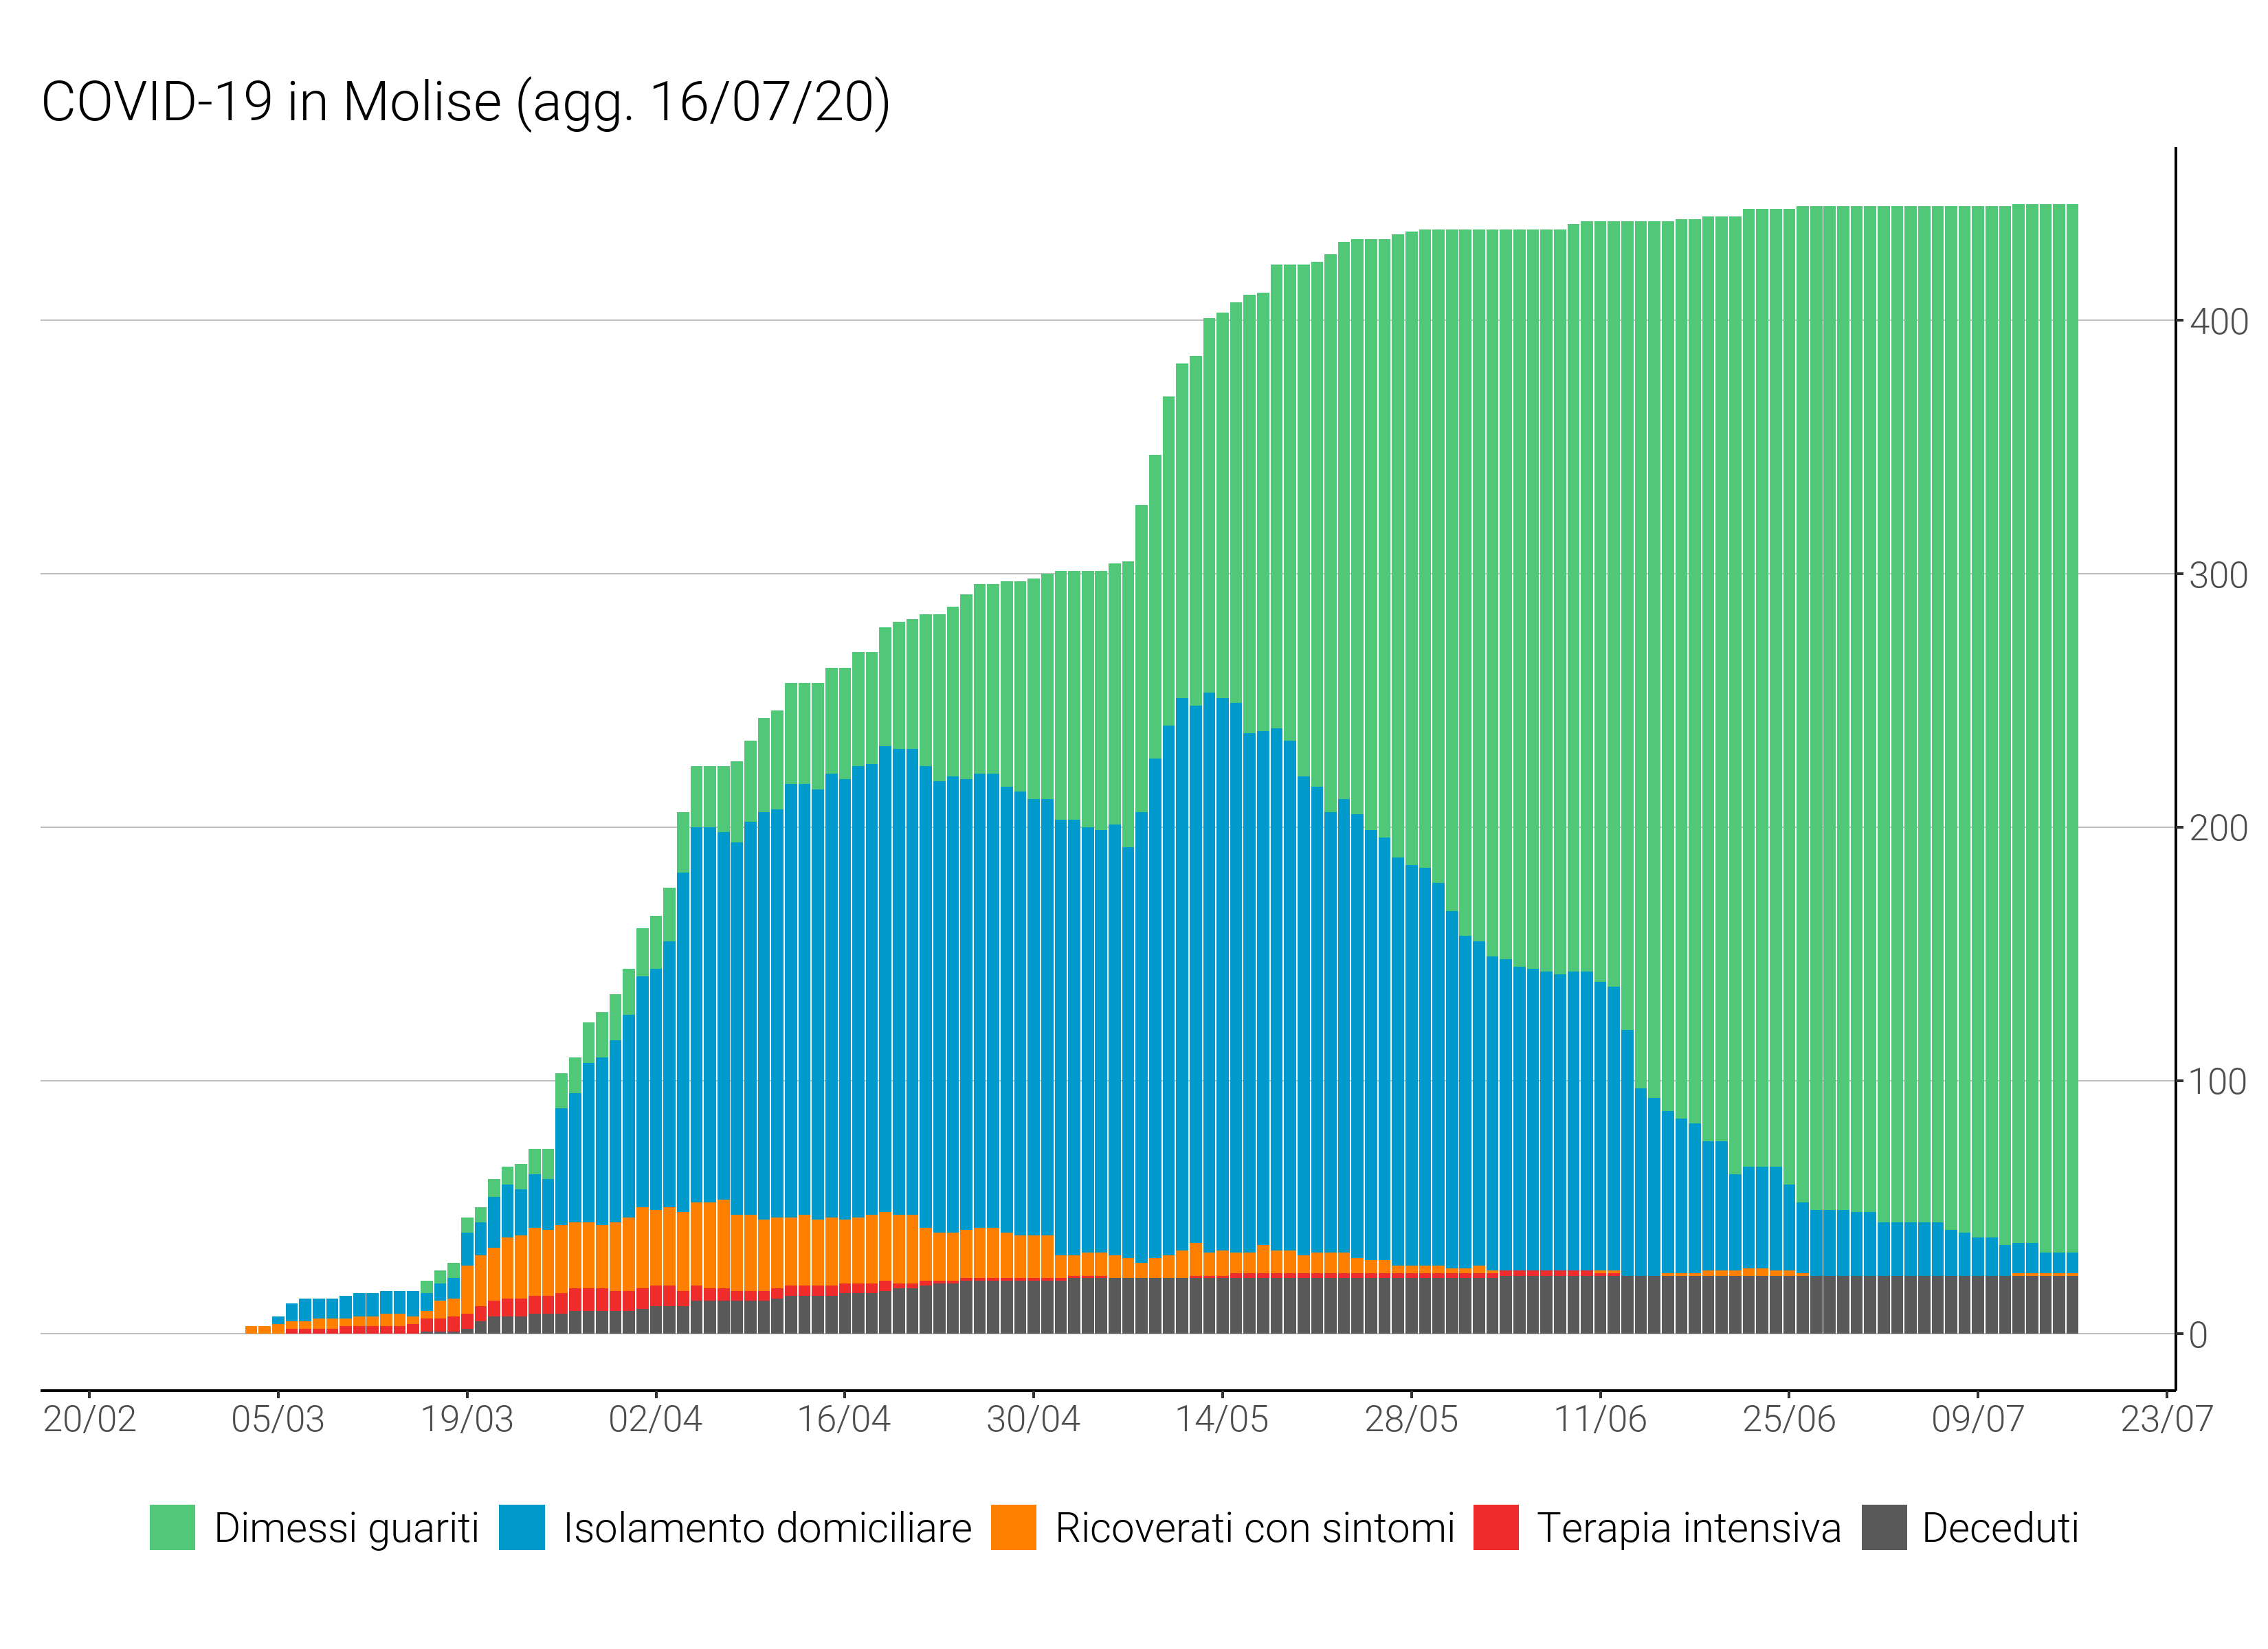 COVID-19 in Molise (agg. 16/07/20)
400
300
200
100
0
20/02 05/03 19/03 02/04 16/04 30/04 14/05 28/05 11/06 25/06 09/07 23/07
Dimessi guariti Isolamento domiciliare Ricoverati con sintomi Terapia intensiva Deceduti